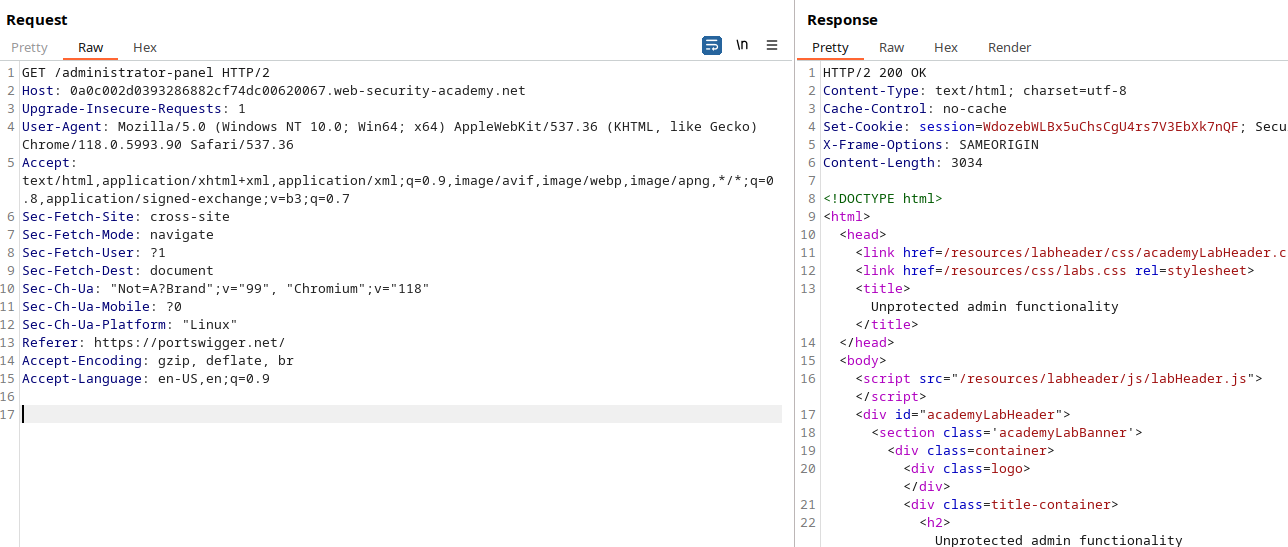 Request
Pretty Raw Hex
\n
1 GET /administrator-panel HTTP/2
2 Host: 0a0c002d0393286882cf74dc00620067.web-security-academy.net
3 Upgrade-Insecure-Requests: 1
4 User-Agent: Mozilla/5.0 (Windows NT 10.0; Win64; x64) AppleWebKit/537.36 (KHTML, like Gecko)
Chrome/118.0.5993.90 Safari/537.36
5 Accept:
text/html,application/xhtml+xml,application/xml;q=0.9,image/avif,image/webp,image/apng,*/*;q=0
.8,application/signed-exchange;v=b3;q=0.7
6 Sec-Fetch-Site: cross-site
7 Sec-Fetch-Mode: navigate
8 Sec-Fetch-User: ?1
9 Sec-Fetch-Dest: document
10 Sec-Ch-Ua: "Not=A?Brand";v="99", "Chromium";v="118"
11 Sec-Ch-Ua-Mobile: ?0
12 Sec-Ch-Ua-Platform: "Linux"
13 Referer: https://portswigger.net/
14 Accept-Encoding: gzip, deflate, br
15 Accept-Language: en-US,en;q=0.9
16
17
Response
Pretty Raw Hex Render
1 HTTP/2 200 OK
2 Content-Type: text/html; charset=utf-8
3 Cache-Control: no-cache
4 Set-Cookie: session=WdozebWLBx5uChsCgU4rs7V3EbXk7nQF; Secu
5 X-Frame-Options: SAMEORIGIN
6 Content-Length: 3034
7
8 <!DOCTYPE html>
9 <html>
10 <head>
11 <link href=/resources/labheader/css/academyLabHeader.c
12 <link href=/resources/css/labs.css rel=stylesheet>
13 <title>
Unprotected admin functionality
</title>
14 </head>
15 <body>
16 <script src="/resources/labheader/js/labHeader.js">
</script>
17 <div id="academyLabHeader">
18 <section class='academyLabBanner'>
19 <div class=container>
20 <div class=logo>
</div>
21 <div class=title-container>
22 <h2>
Unprotected admin functionality